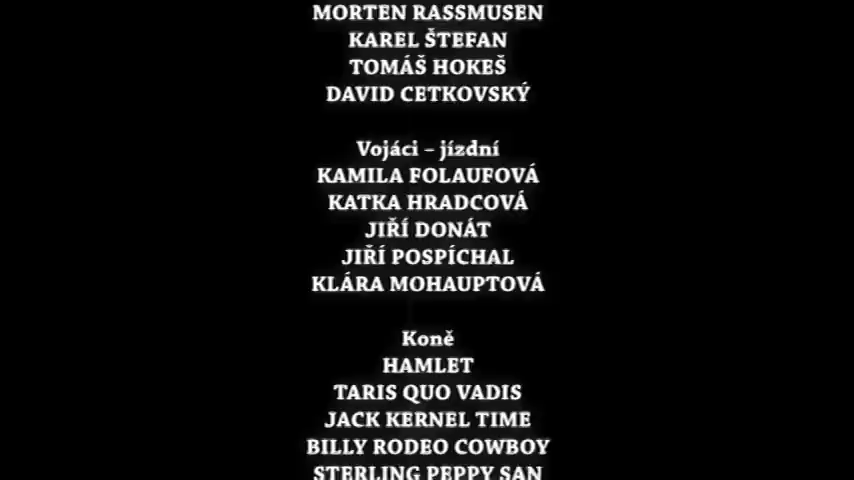 MORTEN RASSMUSEN
KAREL ŠTEFAN
TOMÁŠ HOKEŠ
DAVID CETKOVSKÝ
Vojáci – jízdní
KAMILA FOLAUFOVÁ
KATKA HRADCOVÁ
JIŘÍ DONÁT
JIŘÍ POSPÍCHAL
KLÁRA MOHAUPTOVÁ
Koně
HAMLET
TARIS QUO VADIS
JACK KERNEL TIME
BILLY RODEO COWBOY
STERLING PEPPY SAN